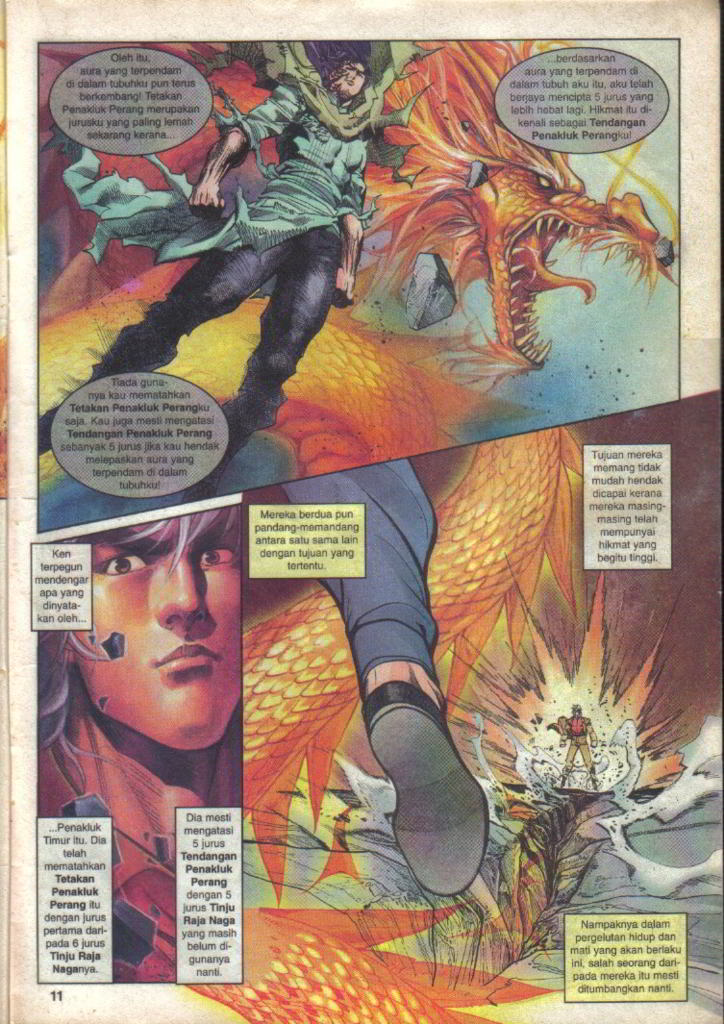 Oleh itu,
aura yang terpendam
di dalam tubuhku pun terus
berkembang! Tetakan
Penakluk Perang merupakan
jurusku yang paling lemah
sekarang kerana...
...berdasarkan
aura yang terpendam di
dalam tubuh aku itu, aku telah
berjaya mencipta 5 jurus yang
lebih hebat lagi. Hikmat itu di-
kenali sebagai Tendangan
Penakluk Perangku!
Tiada guna-
nya kau mematahkan
Tetakan Penakluk Perangku
saja. Kau juga mesti mengatasi
Tendangan Penakluk Perang
sebanyak 5 jurus jika kau hendak
melepaskan aura yang
terpendam di dalam
tubuhku!
Mereka berdua pun
pandang-memandang
antara satu sama lain
dengan tujuan yang
tertentu.
Tujuan mereka
memang tidak
mudah hendak
dicapai kerana
mereka masing-
masing telah
mempunyai
hikmat yang
begitu tinggi.
Ken
terpegun
mendengar
apa yang
dinyata-
kan oleh...
...Penakluk
Timur itu. Dia
telah
mematahkan
Tetakan
Penakluk
Perang itu
dengan jurus
pertama dari-
pada 6 jurus
Tinju Raja
Naganya.
Dia mesti
mengatasi
5 jurus
Tendangan
Penakluk
Perang
dengan 5
jurus Tinju
Raja Naga
yang masih
belum di-
gunanya
nanti.
Nampaknya dalam
pergelutan hidup dan
mati yang akan berlaku
ini, salah seorang dari-
pada mereka itu mesti
ditumbangkan nanti.
11